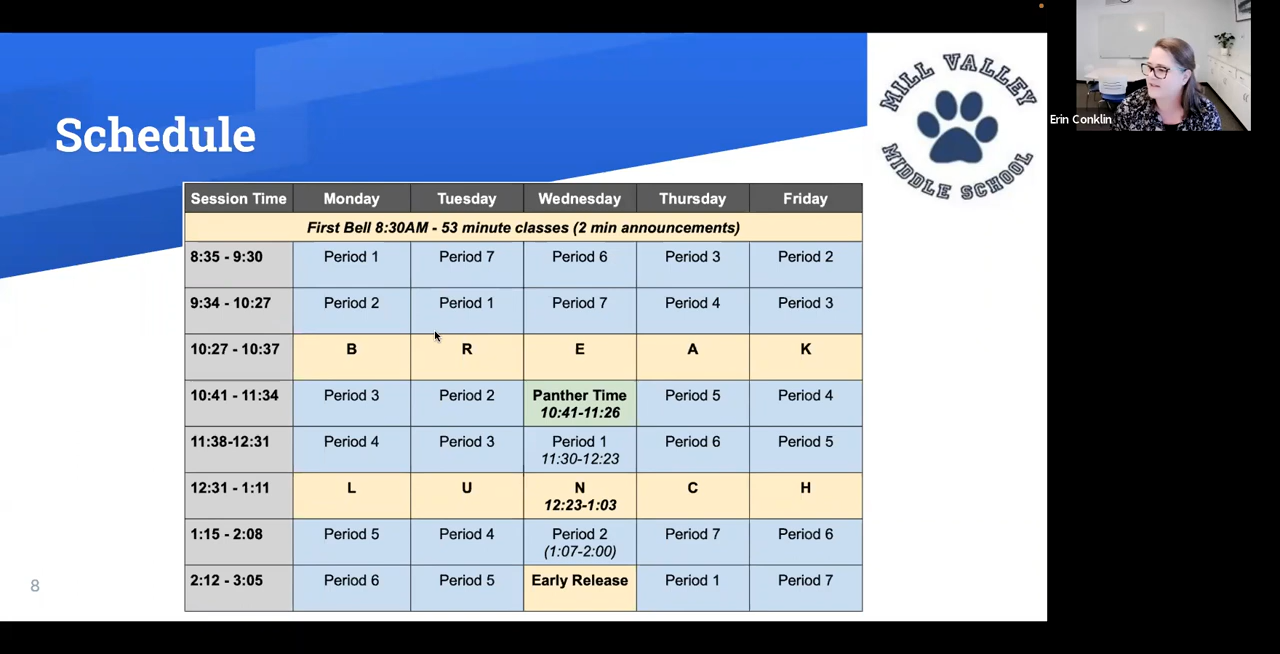 Schedule
MILL VALLEY
MIDDLE SCHOOL
Erin Conklin
Session Time Monday Tuesday Wednesday Thursday Friday
First Bell 8:30AM - 53 minute classes (2 min announcements)
8:35 - 9:30 Period 1 Period 7 Period 6 Period 3 Period 2
9:34 - 10:27 Period 2 Period 1 Period 7 Period 4 Period 3
10:27 - 10:37 B R E A K
10:41 - 11:34 Period 3 Period 2 Panther Time Period 5 Period 4
10:41-11:26
11:38-12:31 Period 4 Period 3 Period 1 Period 6 Period 5
11:30-12:23
12:31 - 1:11 L U N C H
12:23-1:03
1:15 - 2:08 Period 5 Period 4 Period 2 Period 7 Period 6
(1:07-2:00)
2:12 - 3:05 Period 6 Period 5 Early Release Period 1 Period 7
8